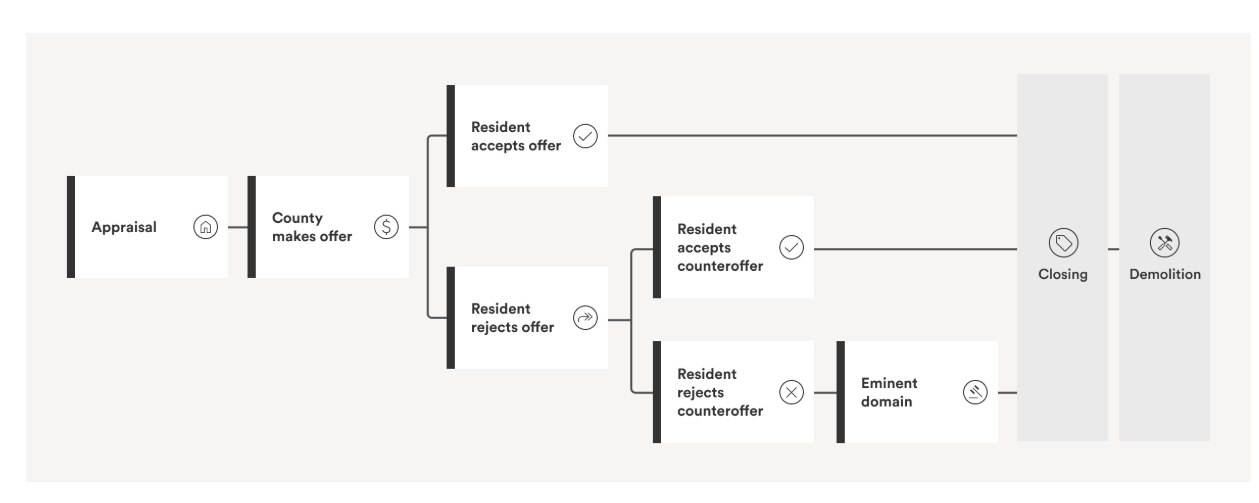 Appraisal
County
makes offer
Resident
accepts offer
Resident
rejects offer
Resident
accepts
counteroffer
Resident
rejects
counteroffer
Eminent
domain
Closing
Demolition